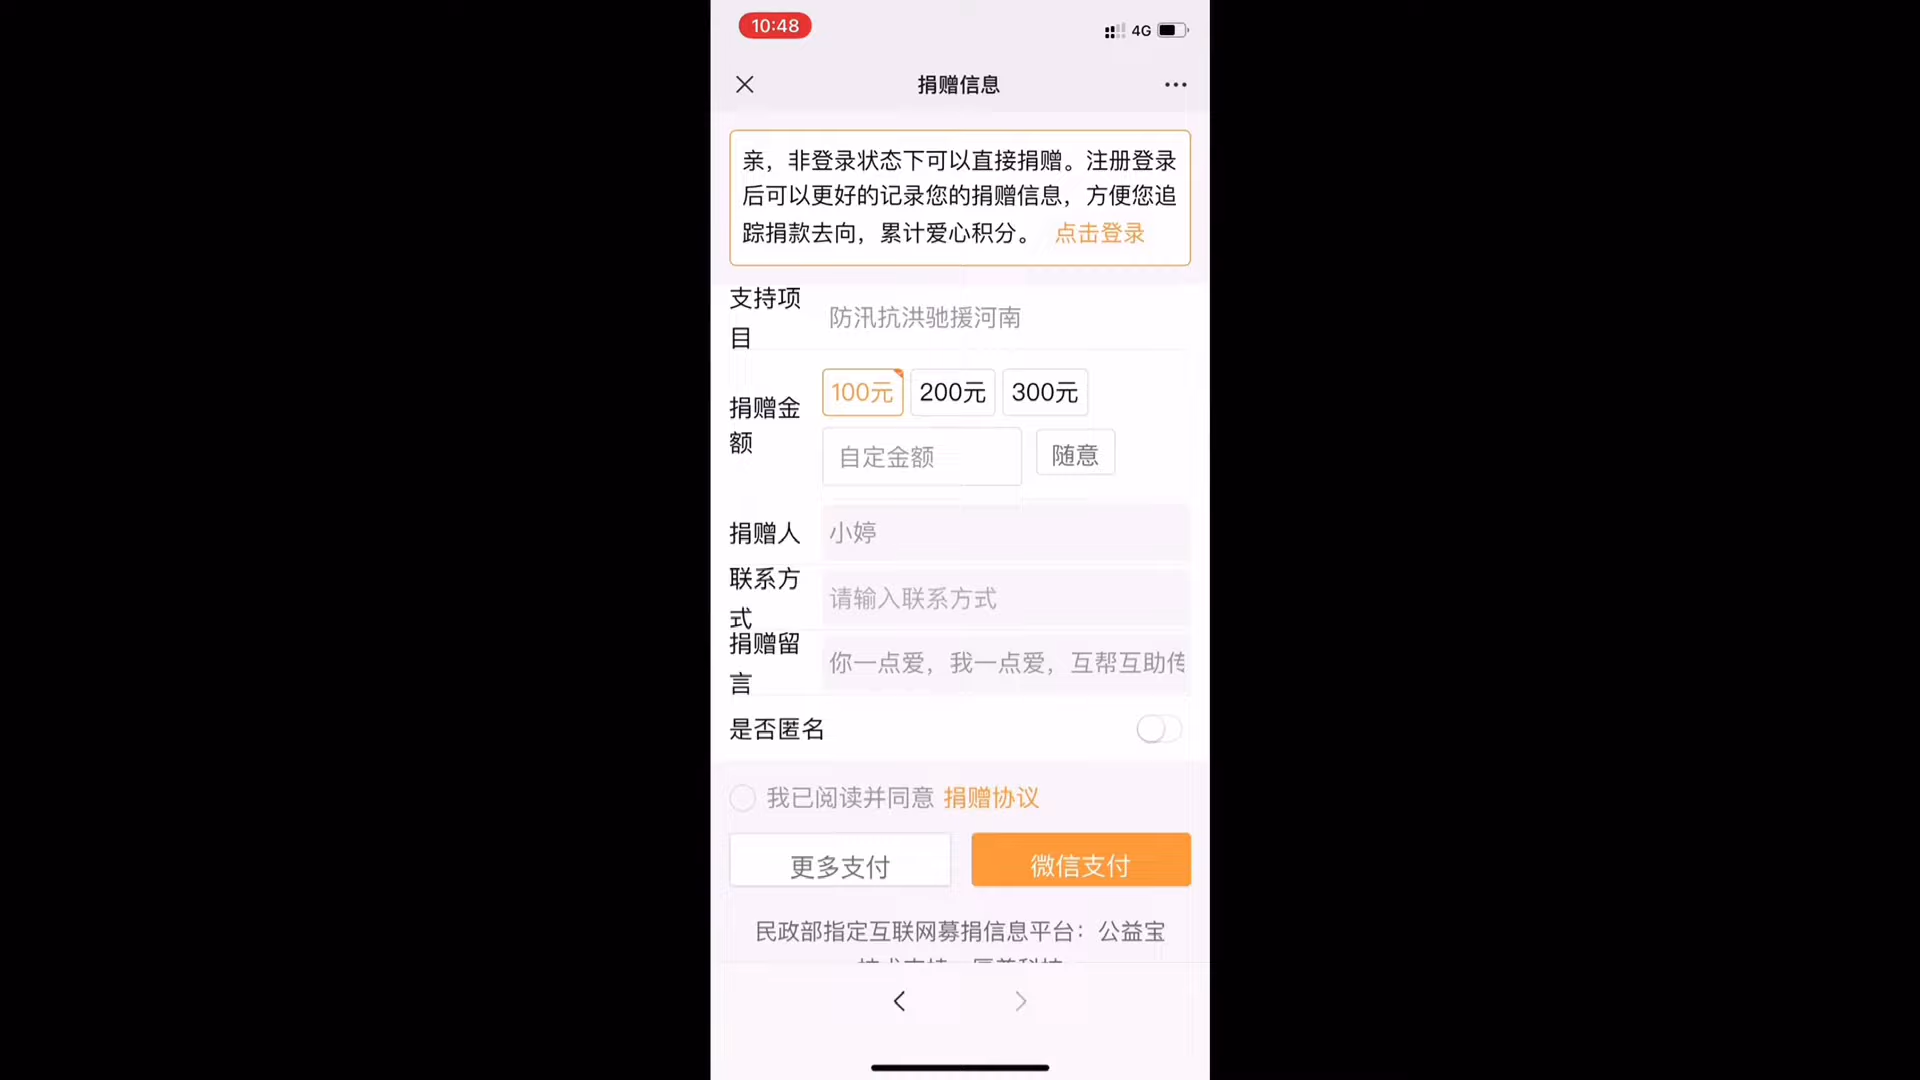 10:48
4G
捐赠信息
亲，非登录状态下可以直接捐赠。注册登录
后可以更好的记录您的捐赠信息，方便您追
踪捐款去向，累计爱心积分。 点击登录
支持项
目
防汛抗洪驰援河南
捐赠金
额
100元 200元 300元
自定金额 随意
捐赠人 小婷
联系方
式
请输入联系方式
捐赠留
言
你一点爱，我一点爱，互帮互助传
是否匿名
我已阅读并同意 捐赠协议
更多支付 微信支付
民政部指定互联网募捐信息平台：公益宝